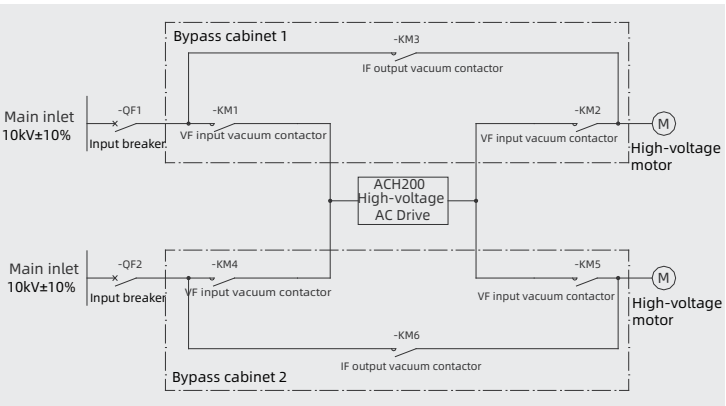 Bypass cabinet 1
-KM3
IF output vacuum contactor
Main inlet
10kV±10%
-QF1
Input breaker
-KM1
VF input vacuum contactor
-KM2
VF input vacuum contactor
M
High-voltage
motor
ACH200
High-voltage
AC Drive
Main inlet
10kV±10%
-QF2
Input breaker
-KM4
VF input vacuum contactor
-KM5
VF input vacuum contactor
M
High-voltage
motor
-KM6
IF output vacuum contactor
Bypass cabinet 2